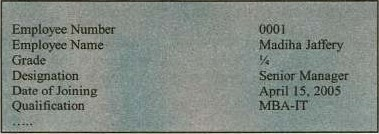 Employee Number 0001
Employee Name Madiha Jaffery
Grade ¼
Designation Senior Manager
Date of Joining April 15, 2005
Qualification MBA-IT
.....